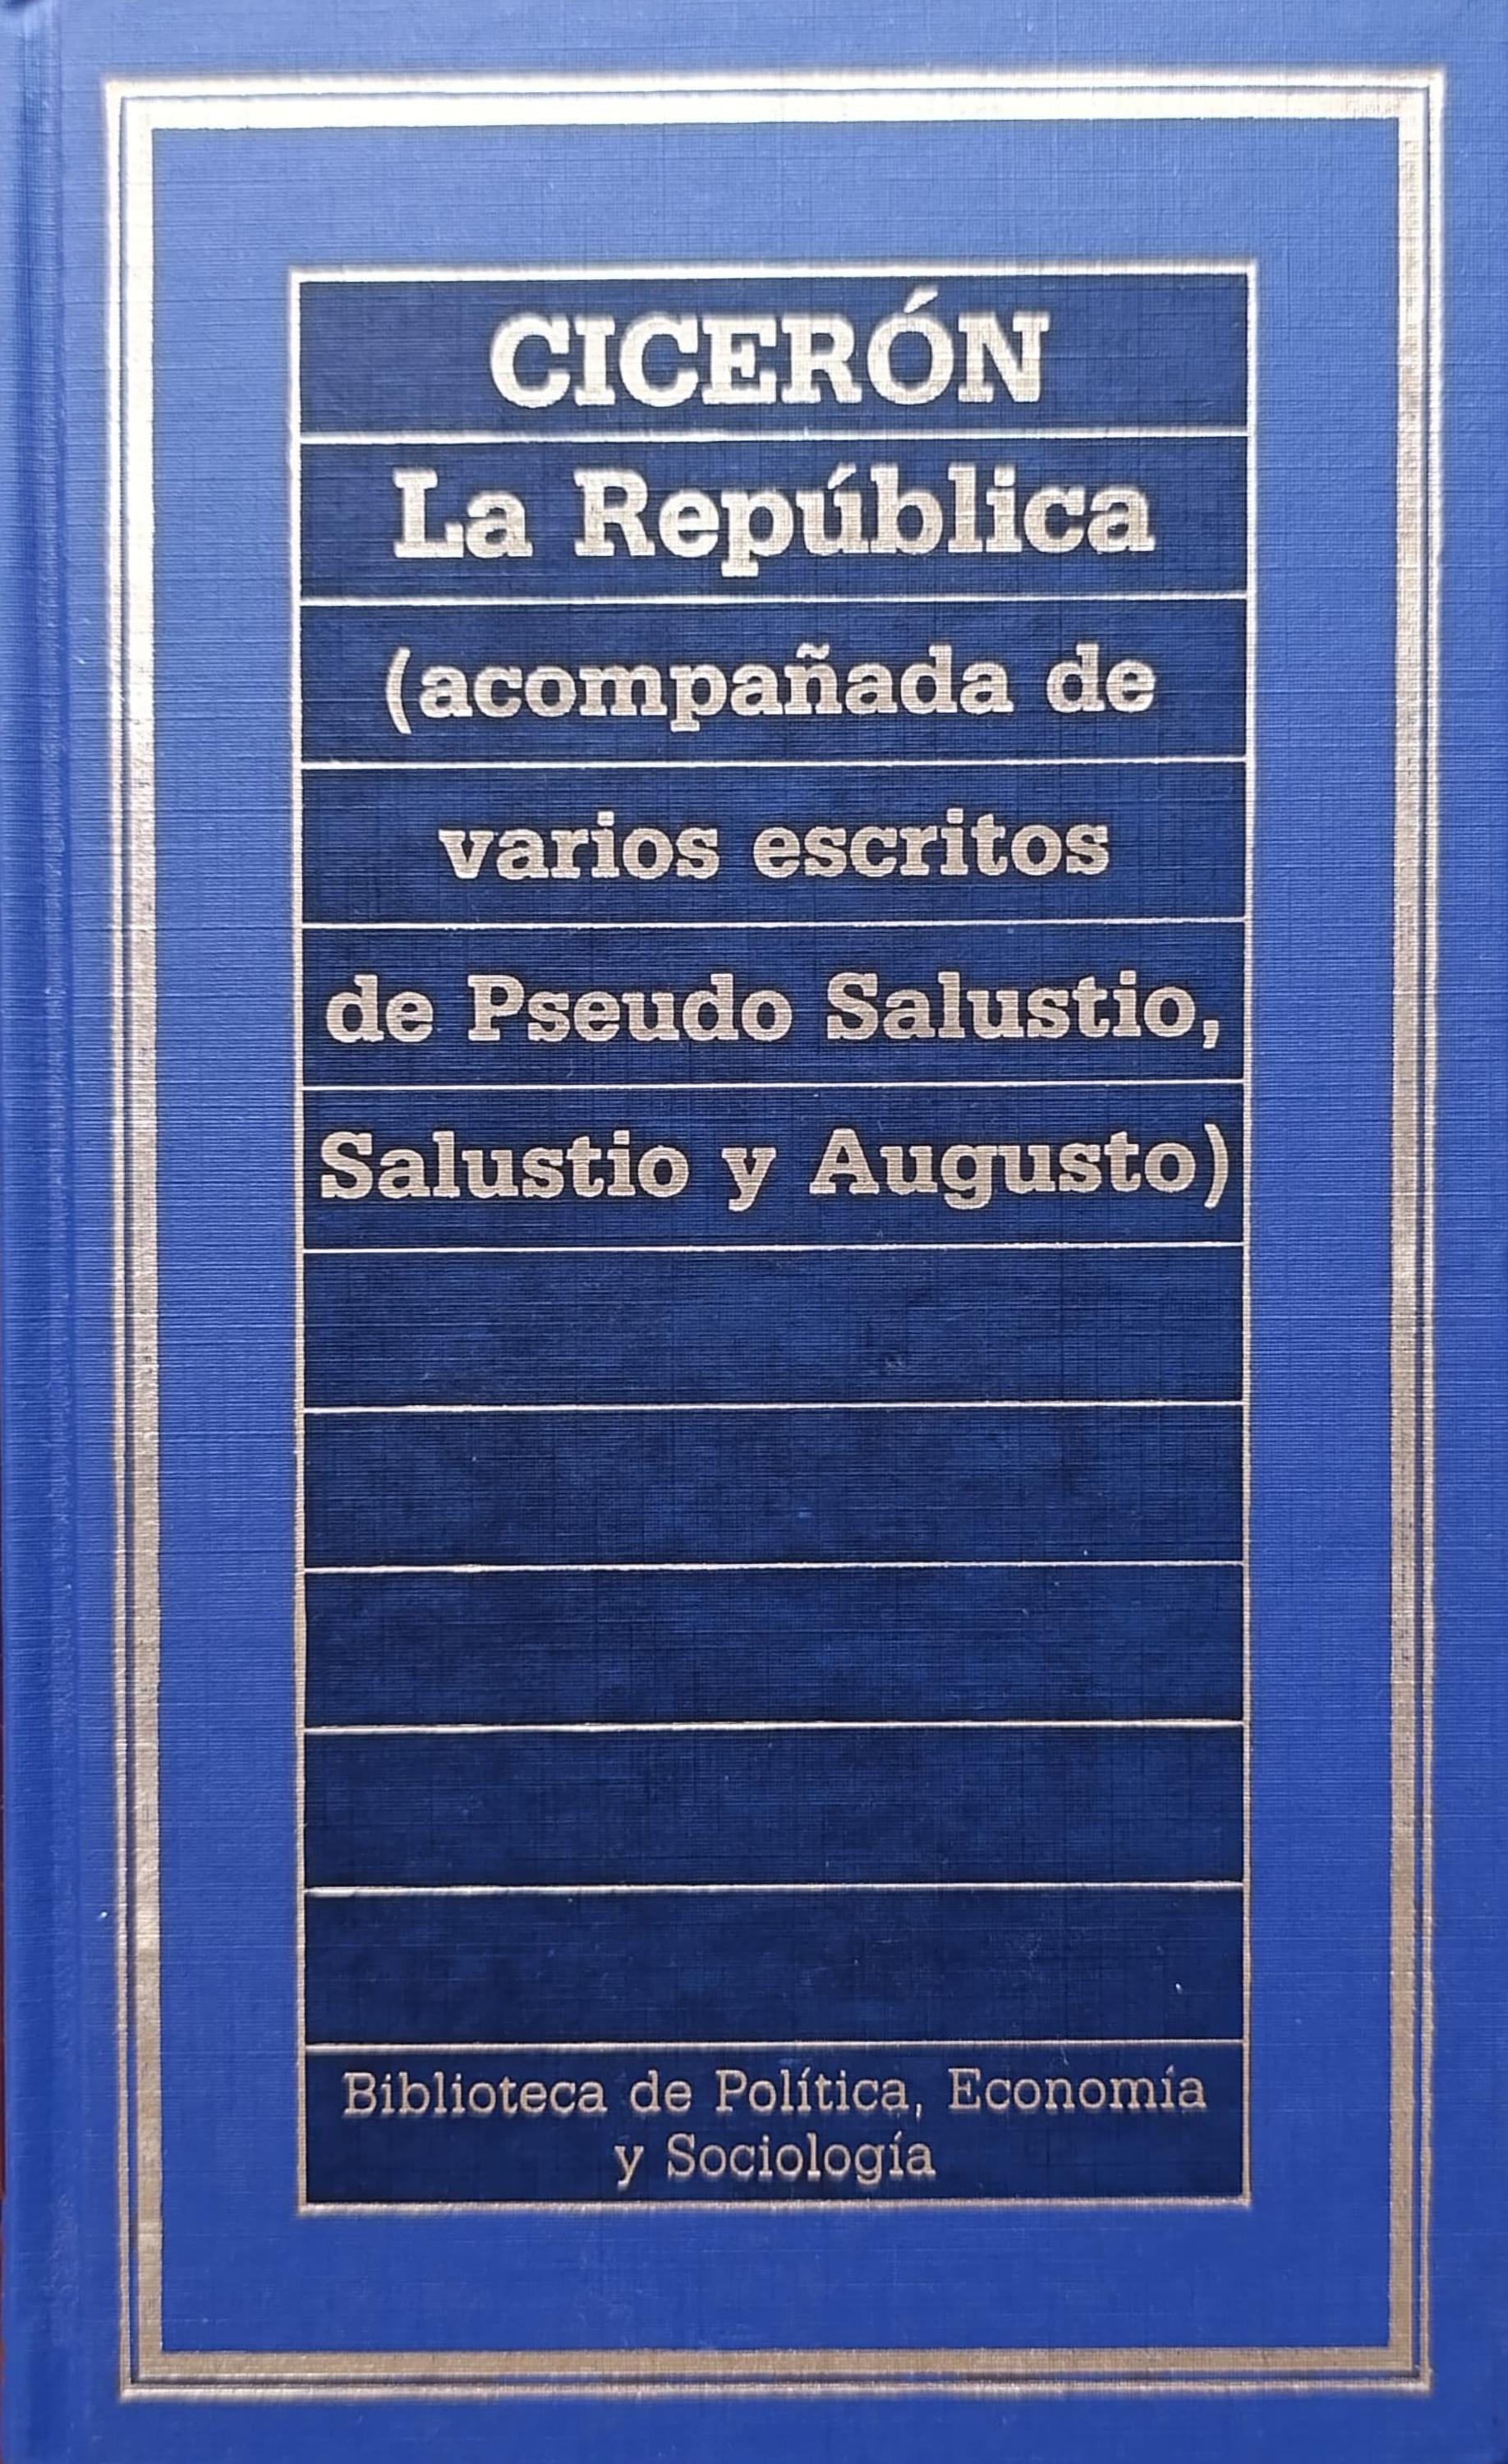 CICERÓN
La República
(acompañada de
varios escritos
de Pseudo Salustio,
Salustio y Augusto)
Biblioteca de Política, Economía
y Sociología